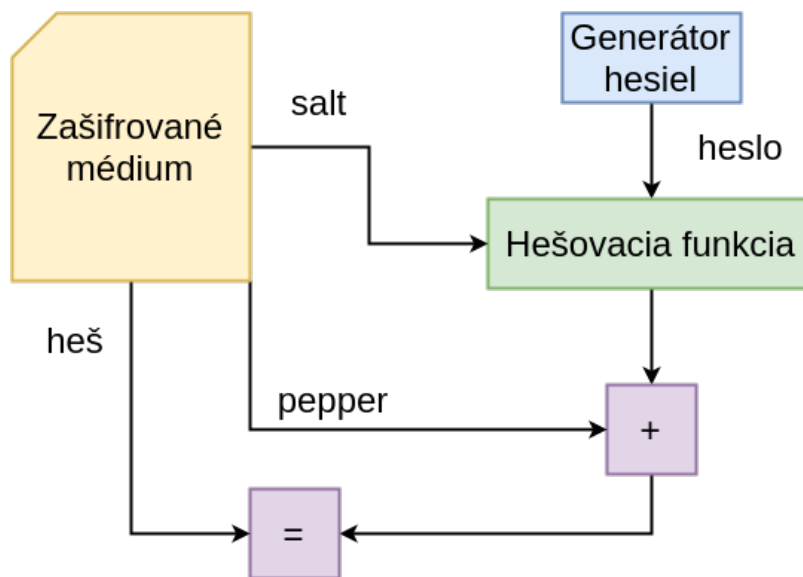 Zašifrované
médium
salt
Generátor
hesiel
heslo
Hešovacia funkcia
heš
pepper
+
=